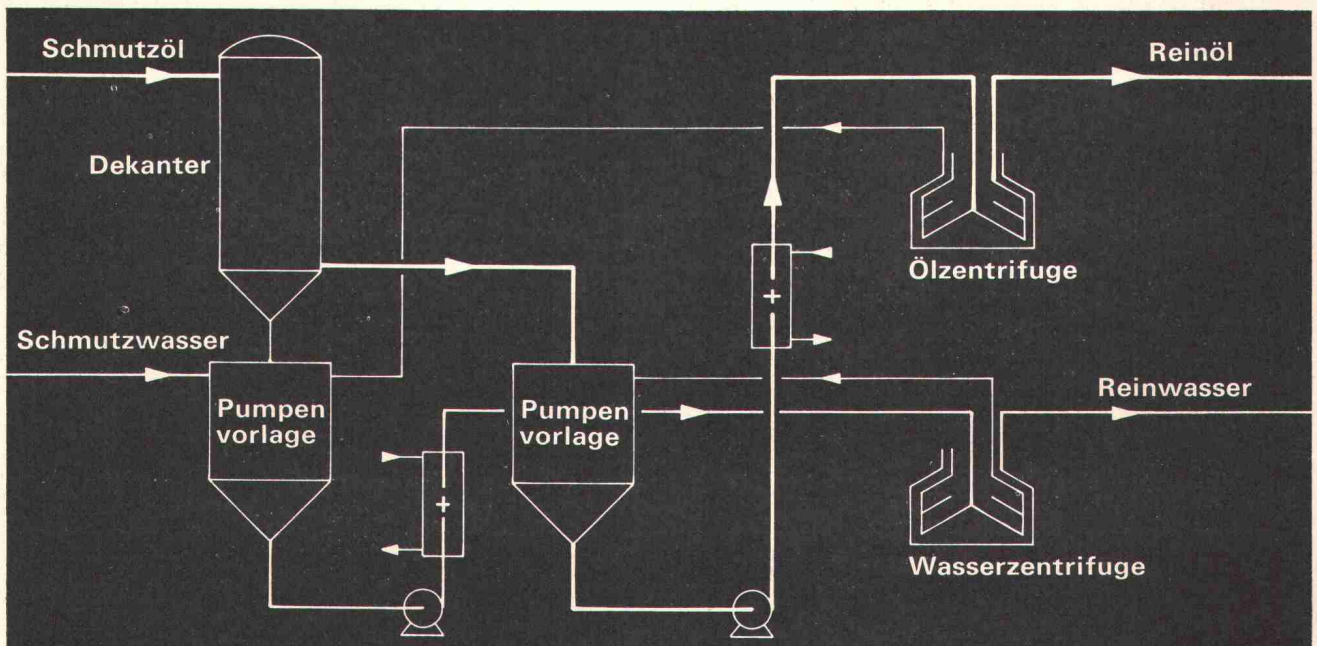 Schmutzöl
Reinöl
Dekanter
Ölzentrifuge
Schmutzwasser
Reinwasser
Pumpen
vorlage
Pumpen
vorlage
Wasserzentrifuge